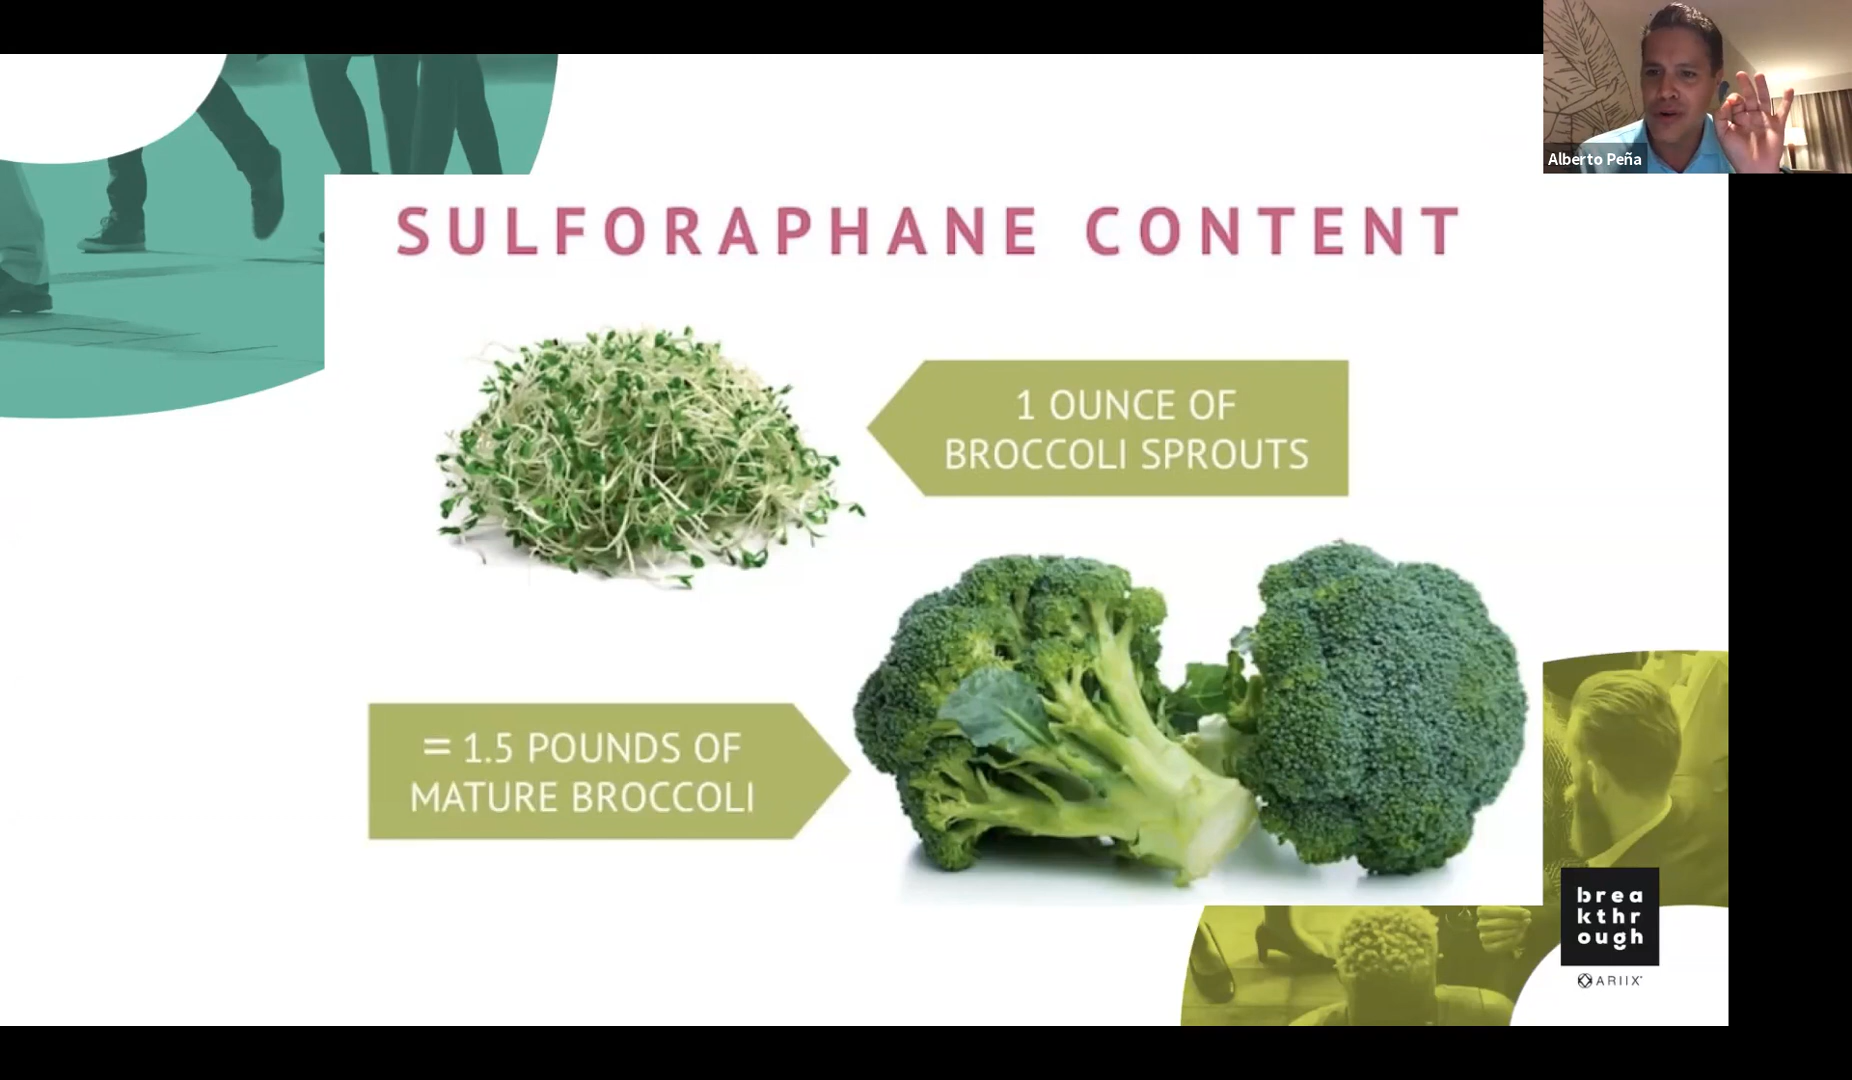 Alberto Peña
SULFORAPHANE CONTENT
1 OUNCE OF
BROCCOLI SPROUTS
= 1.5 POUNDS OF
MATURE BROCCOLI
brea
kthr
ough
ARIIX